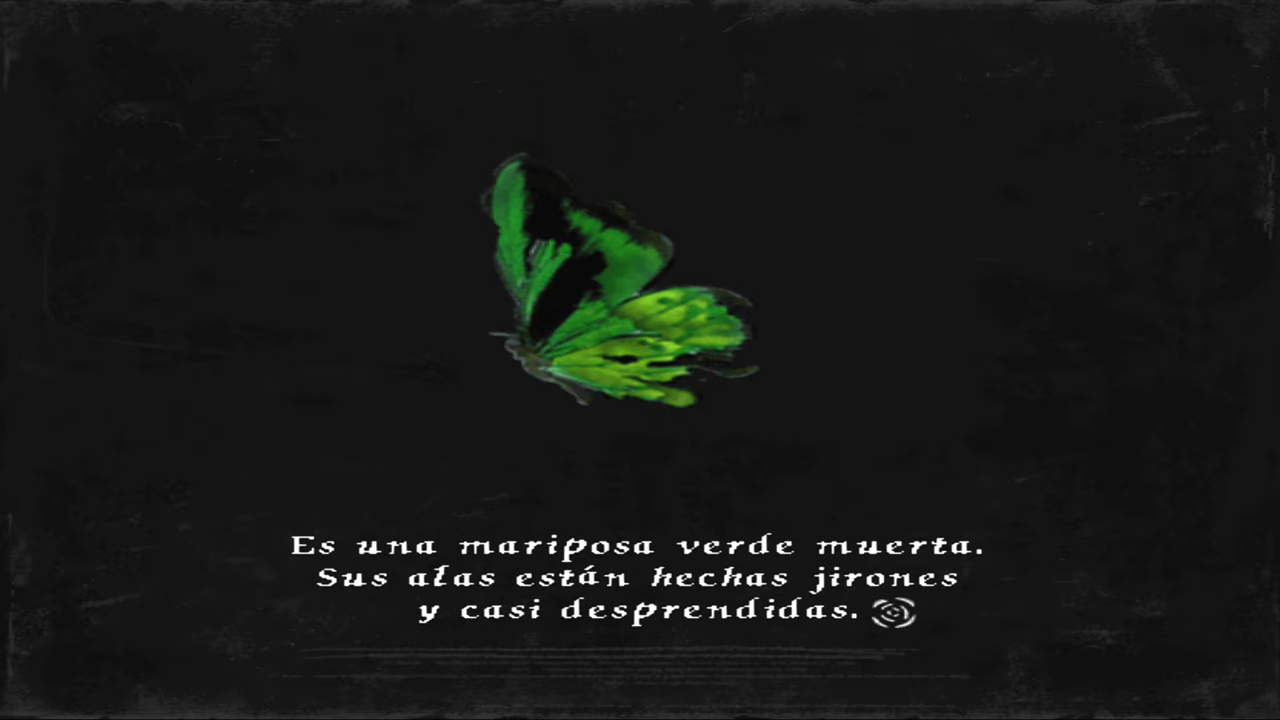 Es una mariposa verde muerta.
Sus alas están hechas jirones
y casi desprendidas.